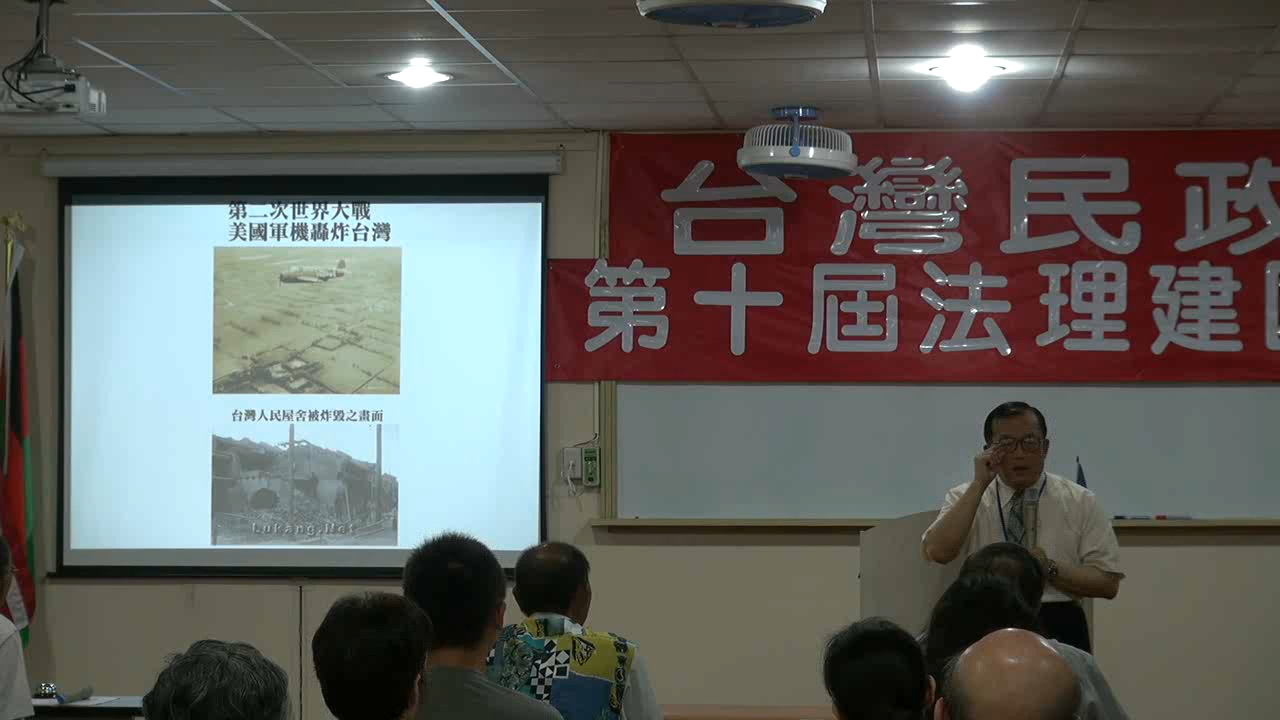 第二次世界大戰
美國軍機轟炸台灣
台灣人民屋舍被炸毀之畫面
Lukang.Net
台灣民政
第十屆法理建